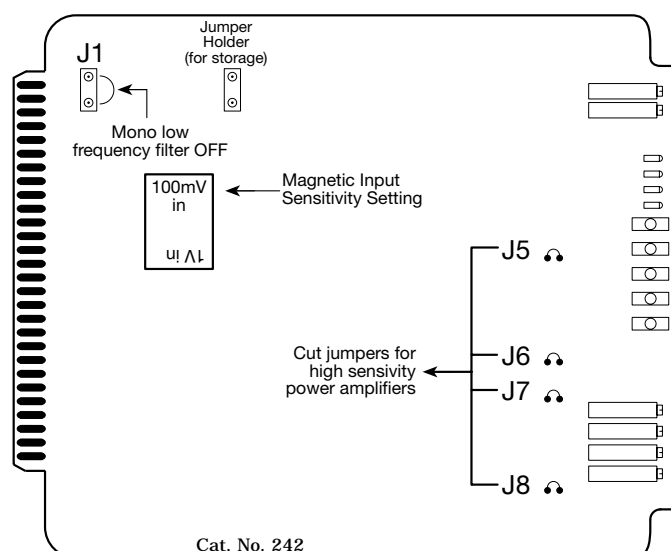 Jumper
Holder
(for storage)
J1
Mono low
frequency filter OFF
100mV
in
1V in
Magnetic Input
Sensitivity Setting
J5
J6
J7
J8
Cut jumpers for
high sensivity
power amplifiers
Cat. No. 242